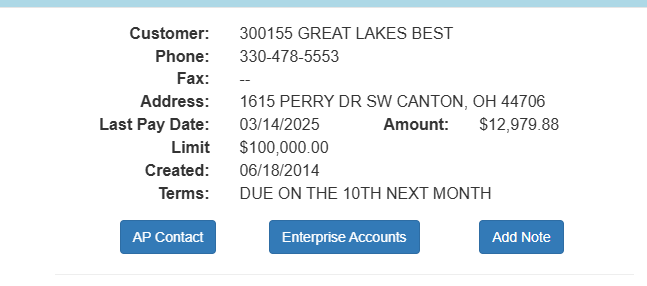 Customer: 300155 GREAT LAKES BEST
Phone: 330-478-5553
Fax: --
Address: 1615 PERRY DR SW CANTON, OH 44706
Last Pay Date: 03/14/2025 Amount: $12,979.88
Limit $100,000.00
Created: 06/18/2014
Terms: DUE ON THE 10TH NEXT MONTH
AP Contact Enterprise Accounts Add Note